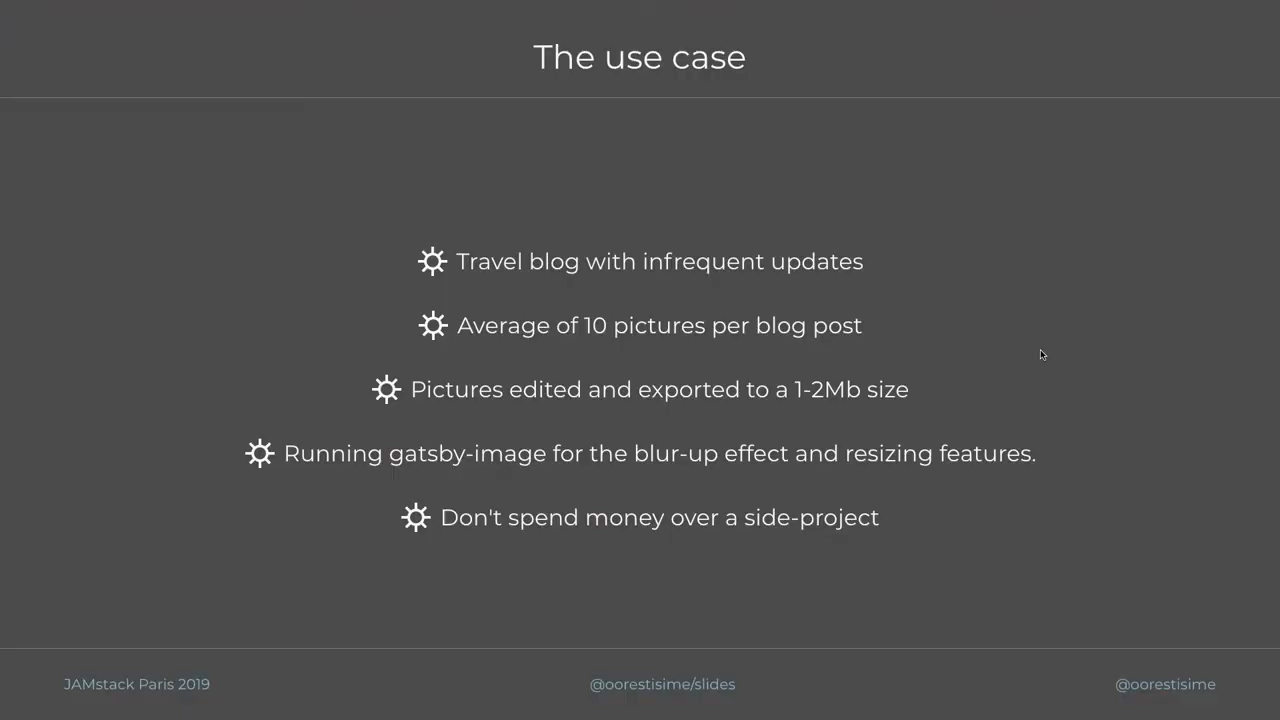 The use case
Travel blog with infrequent updates
Average of 10 pictures per blog post
Pictures edited and exported to a 1-2Mb size
Running gatsby-image for the blur-up effect and resizing features.
Don't spend money over a side-project
JAMstack Paris 2019
@oorestisime/slides
@oorestisime